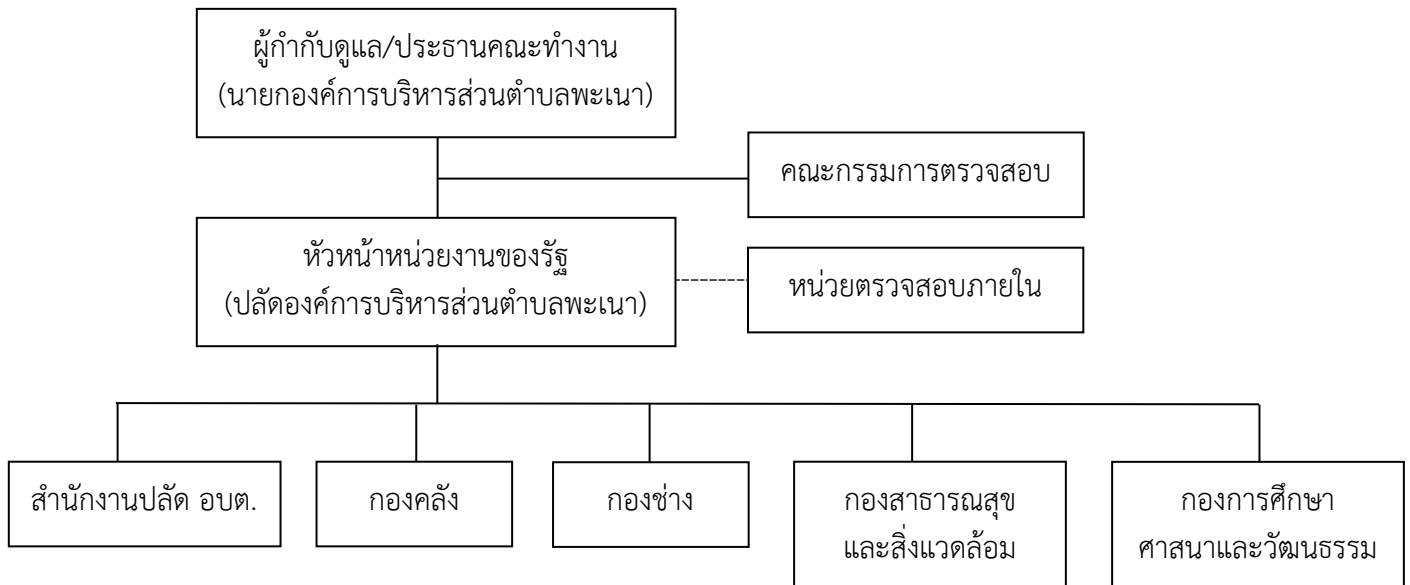 ผู้กำกับดูแล/ประธานคณะทำงาน
(นายกองค์การบริหารส่วนตำบลพะเนา)
คณะกรรมการตรวจสอบ
หัวหน้าหน่วยงานของรัฐ
(ปลัดองค์การบริหารส่วนตำบลพะเนา)
หน่วยตรวจสอบภายใน
สำนักงานปลัด อบต.
กองคลัง
กองช่าง
กองสาธารณสุข
และสิ่งแวดล้อม
กองการศึกษา
ศาสนาและวัฒนธรรม